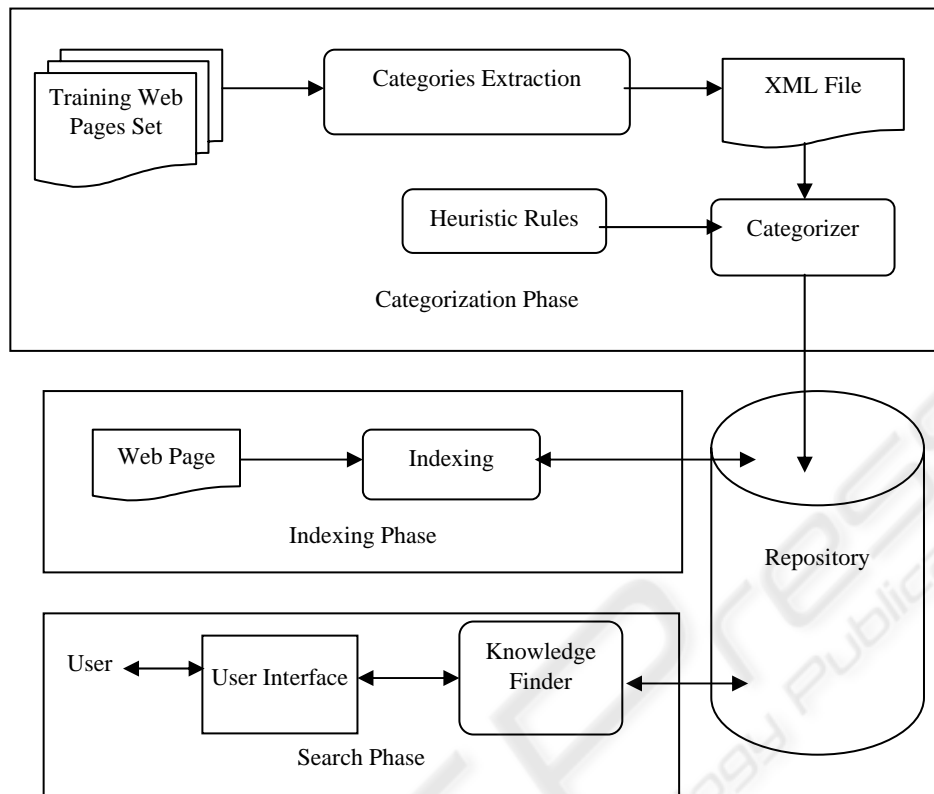 Training Web
Pages Set
Categories Extraction
XML File
Heuristic Rules
Categorizer
Categorization Phase
Web Page
Indexing
Indexing Phase
Repository
User
User Interface
Knowledge
Finder
Search Phase